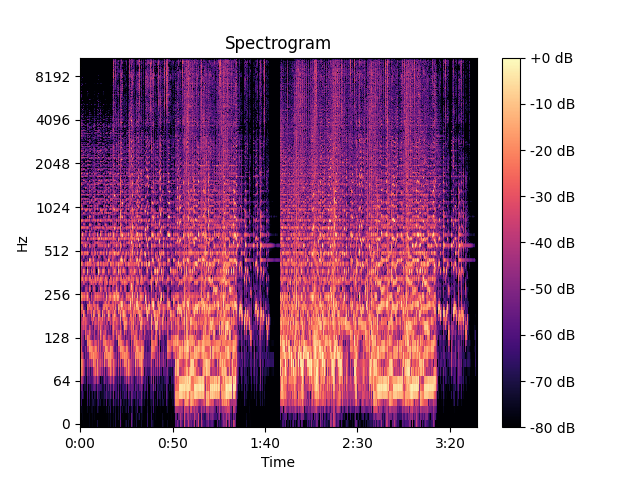 Spectrogram
Hz
8192
4096
2048
1024
512
256
128
64
0
0:00
0:50
1:40
2:30
3:20
Time
+0 dB
-10 dB
-20 dB
-30 dB
-40 dB
-50 dB
-60 dB
-70 dB
-80 dB